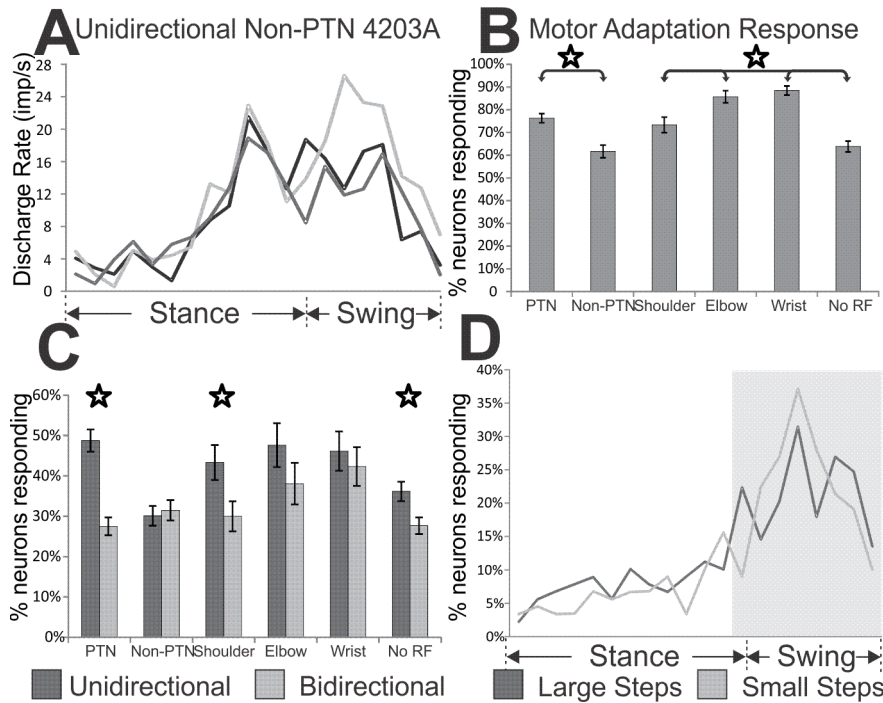 A Unidirectional Non-PTN 4203A
Discharge Rate (imp/s)
28
24
20
16
12
8
4
0
Stance Swing
B Motor Adaptation Response
% neurons responding
100%
90%
80%
70%
60%
50%
40%
30%
20%
10%
0
PTN Non-PTN Shoulder Elbow Wrist No RF
C
% neurons responding
60%
50%
40%
30%
20%
10%
0%
PTN Non-PTN Shoulder Elbow Wrist No RF
Unidirectional Bidirectional
D
% neurons responding
40%
35%
30%
25%
20%
15%
10%
5%
0%
Stance Swing
Large Steps Small Steps